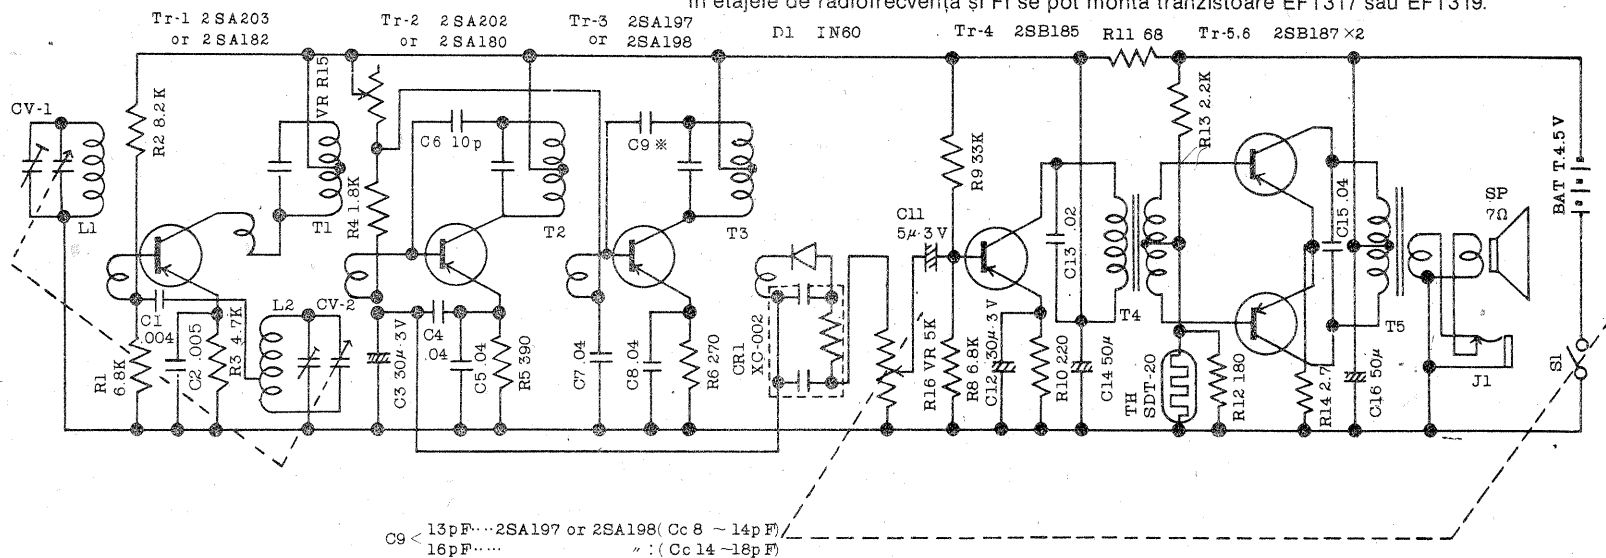 în etajele de radiofrecvență și FI se pot monta tranzistoare EFT317 sau EFT319.
Tr-1 2SA203
or 2SA182
Tr-2 2SA202
or 2SA180
Tr-3 2SA197
or 2SA198
D1 IN60
Tr-4 2SB185
R11 68
Tr-5.6 2SB187×2
CV-1
R2 8.2K
L1
VR R15
T1
R4 1.8K
C6 10p
T2
C9 ※
T3
C11
5μ·3V
R9 33K
C13 .02
T4
R13 2.2K
C15 .04
T5
SP
7Ω
BAT T.4.5V
C1
.004
R1
6.8K
C2 .005
R3 4.7K
L2
CV-2
C3 30μ 3V
C4
.04
C5 .04
R5 390
C7 .04
C8 .04
R6 270
CR1
XC-002
R16 VR 5K
R8 6.8K
C12 30μ·3V
R10 220
C14 50μ
TH
SDT-20
R12 180
R14 2.7
C16 50μ
J1
S1
C9 < 13pF····2SA197 or 2SA198(Cc 8 ~ 14pF)
16pF····· 〃 :(Cc 14 ~18pF)